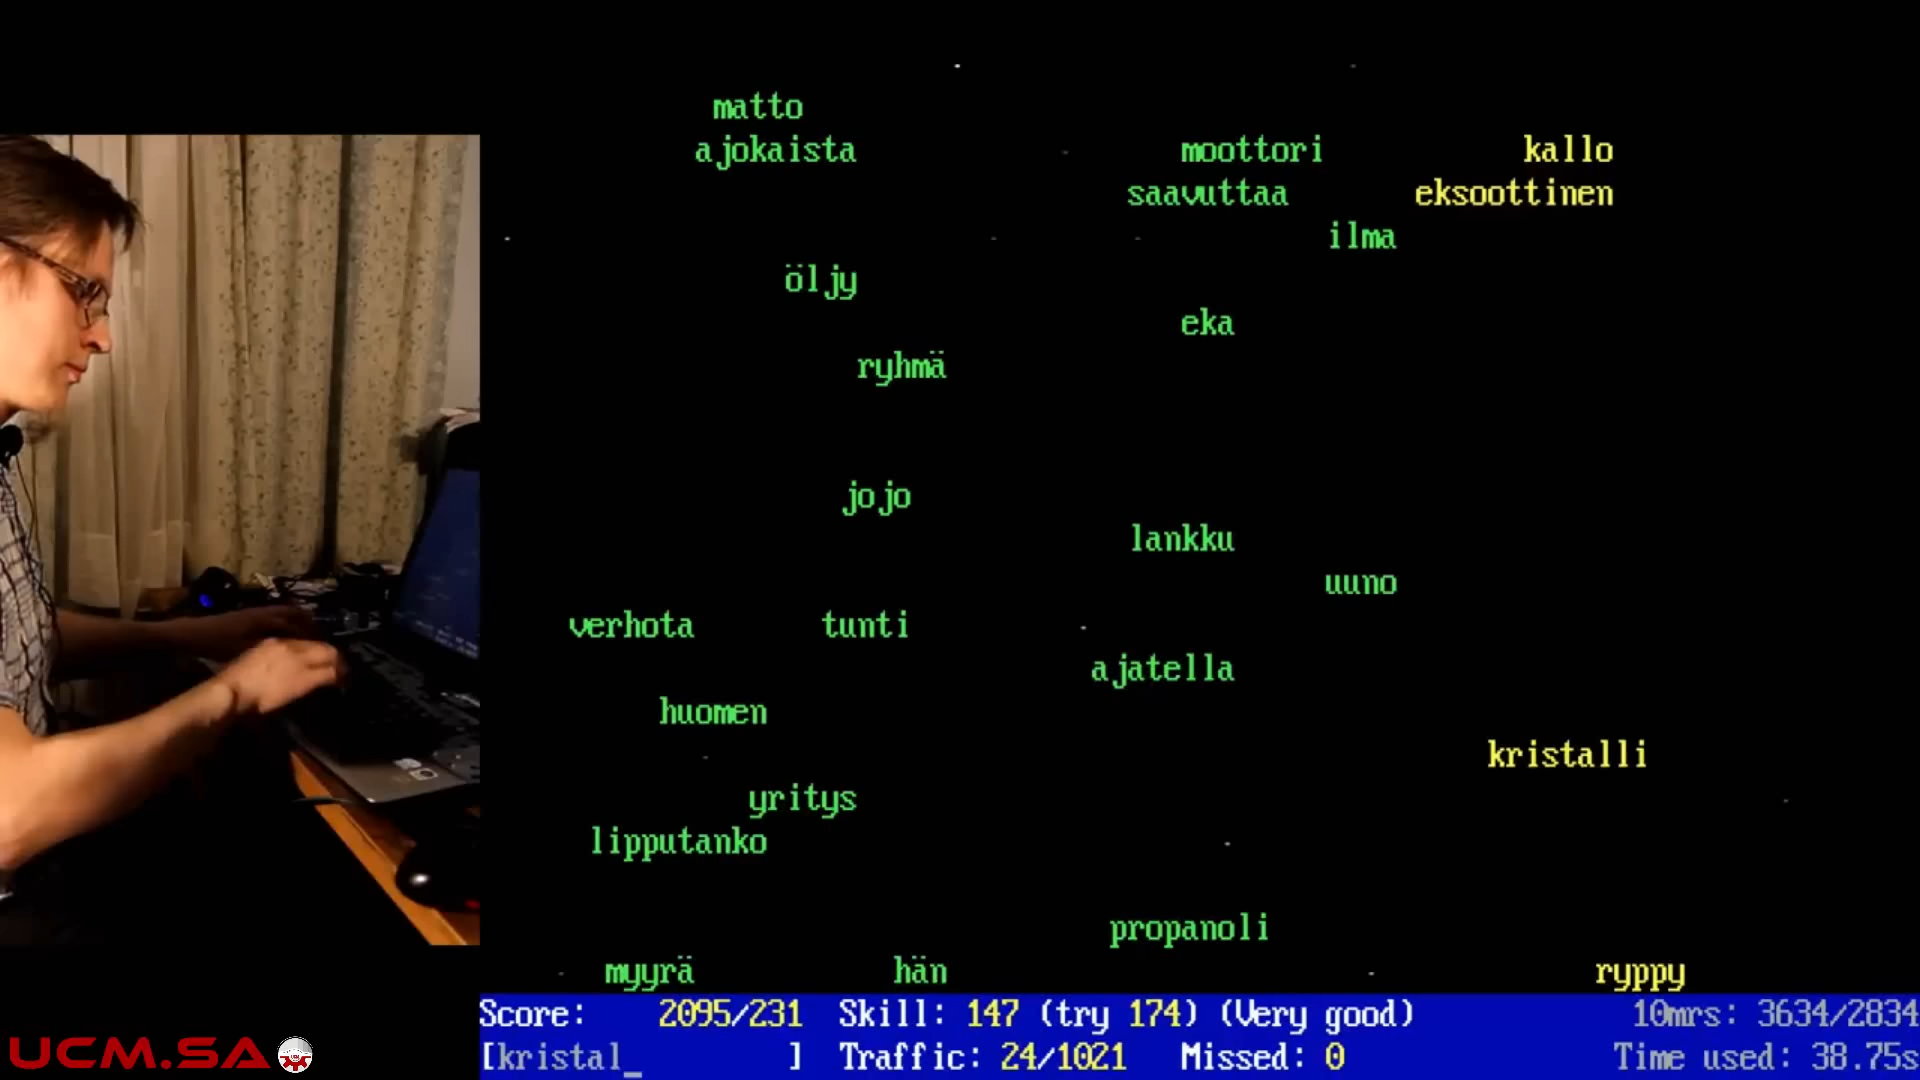 matto
ajokaista moottori kallo
saavuttaa eksoottinen
ilma
öljy
eka
ryhmä
jojo
lankku
uuno
verhota tunti
ajatella
huomen
kristalli
yritys
lipputanko
propanoli
myyrä hän ryppy
Score: 2095/231 Skill: 147 (try 174) (Very good) 10mrs: 3634/2834
[kristal_ ] Traffic: 24/1021 Missed: 0 Time used: 38.75s
UCM.SA